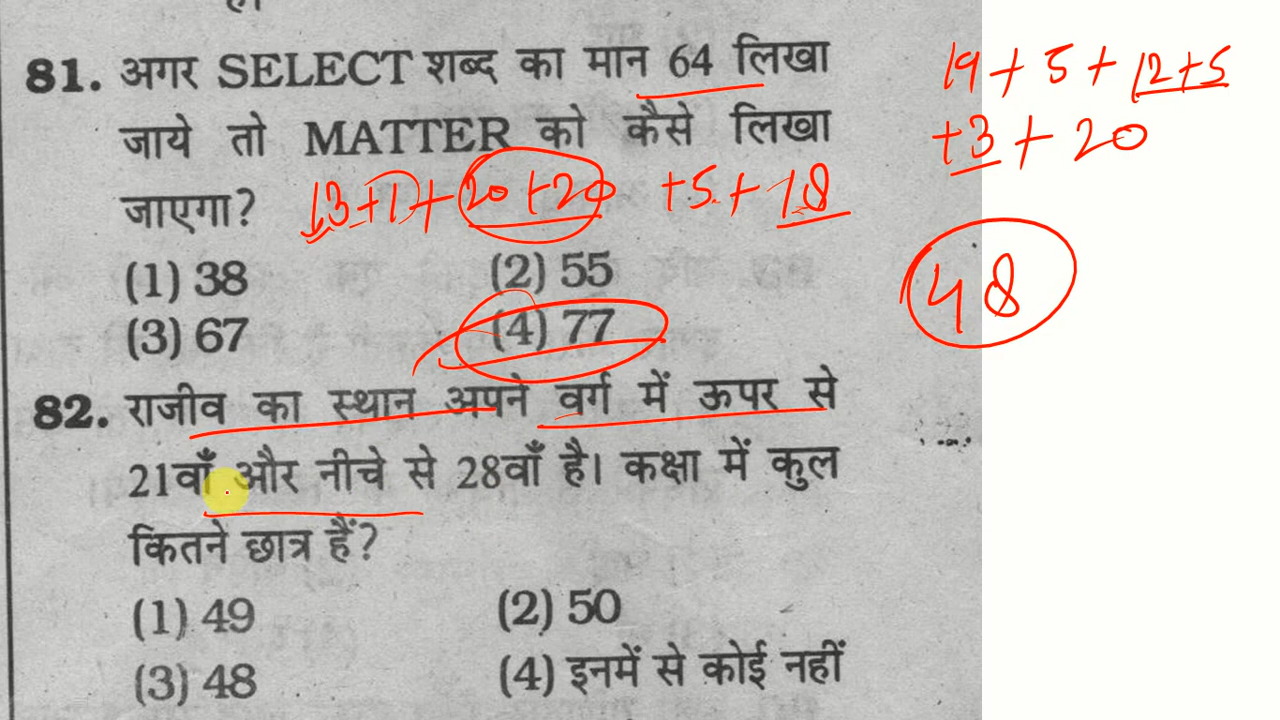 81. अगर SELECT शब्द का मान 64 लिखा
जाये तो MATTER को कैसे लिखा
जाएगा?
13+1+20+20 +5+18
(1) 38 (2) 55
(3) 67 (4) 77
82. राजीव का स्थान अपने वर्ग में ऊपर से
21वाँ और नीचे से 28वाँ है। कक्षा में कुल
कितने छात्र हैं?
(1) 49 (2) 50
(3) 48 (4) इनमें से कोई नहीं
19+5+12+5
+3+20
48